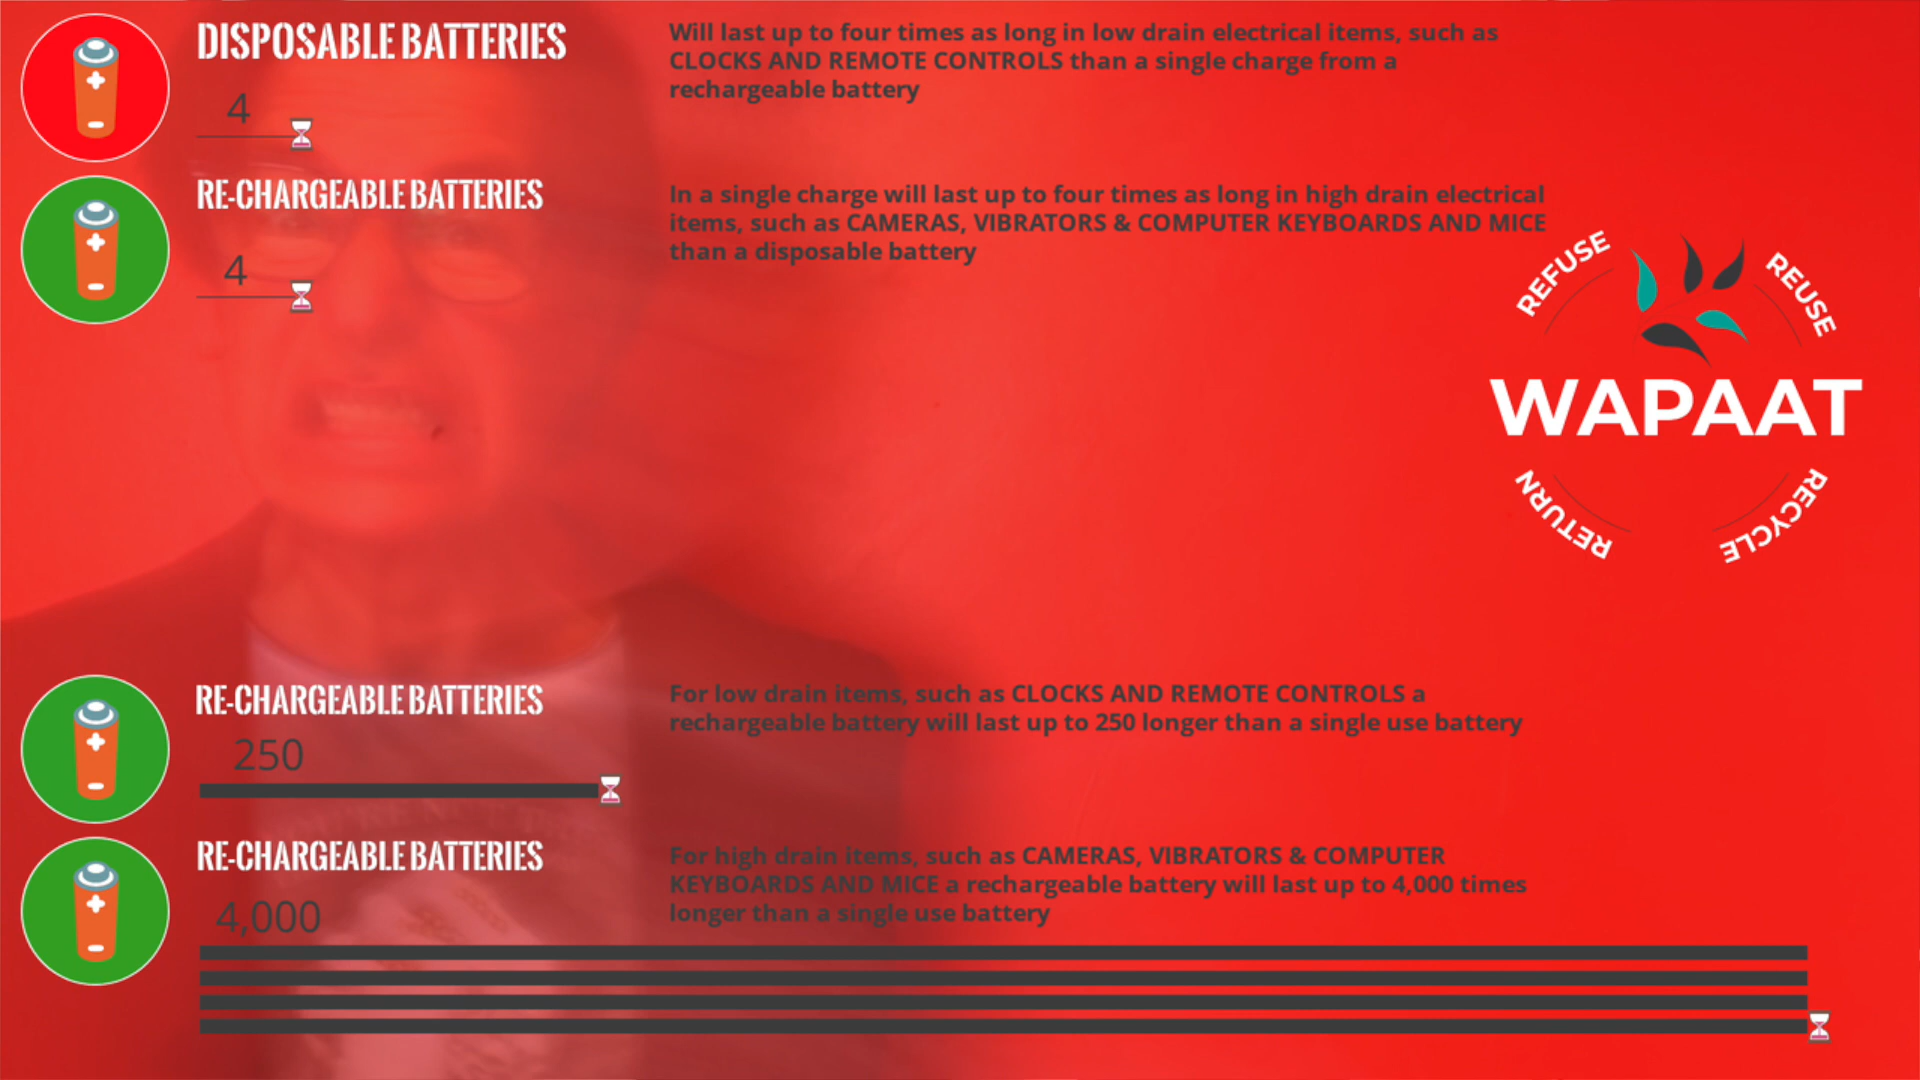 DISPOSABLE BATTERIES
4
Will last up to four times as long in low drain electrical items, such as
CLOCKS AND REMOTE CONTROLS than a single charge from a
rechargeable battery
RE-CHARGEABLE BATTERIES
4
In a single charge will last up to four times as long in high drain electrical
items, such as CAMERAS, VIBRATORS & COMPUTER KEYBOARDS AND MICE
than a disposable battery
REFUSE
REUSE
WAPAAT
RETURN
RECYCLE
RE-CHARGEABLE BATTERIES
250
For low drain items, such as CLOCKS AND REMOTE CONTROLS a
rechargeable battery will last up to 250 longer than a single use battery
RE-CHARGEABLE BATTERIES
4,000
For high drain items, such as CAMERAS, VIBRATORS & COMPUTER
KEYBOARDS AND MICE a rechargeable battery will last up to 4,000 times
longer than a single use battery